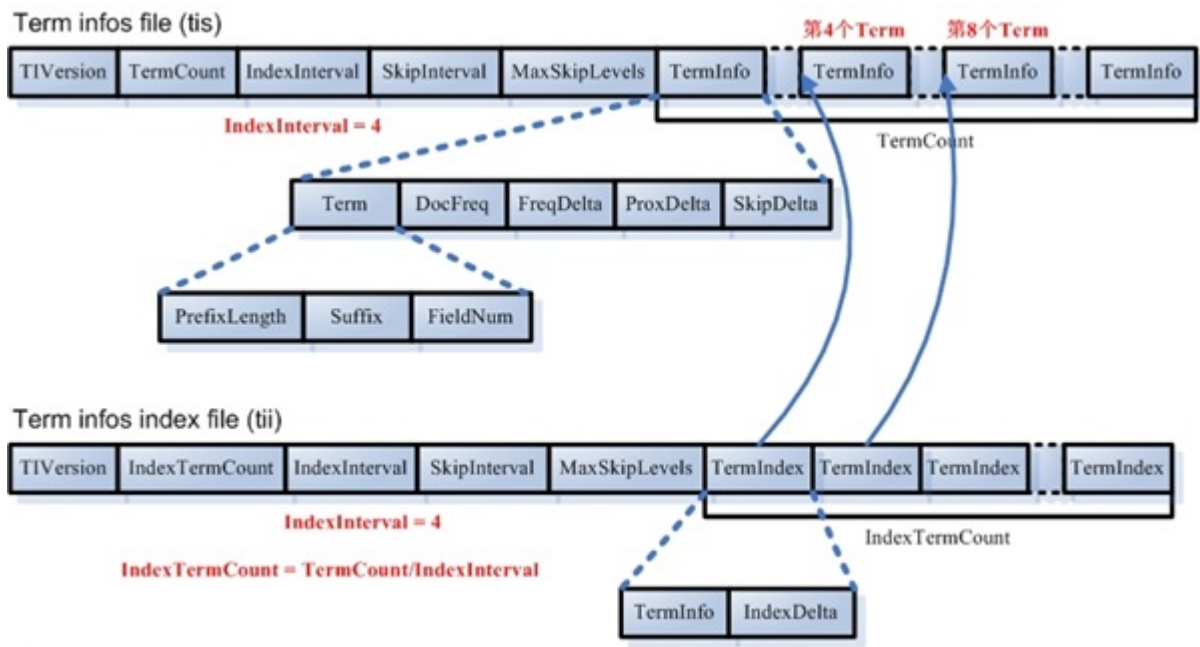 Term infos file (tis)
第4个Term 第8个Term
TIVersion TermCount IndexInterval SkipInterval MaxSkipLevels TermInfo TermInfo TermInfo TermInfo
IndexInterval = 4
TermCount
Term DocFreq FreqDelta ProxDelta SkipDelta
PrefixLength Suffix FieldNum
Term infos index file (tii)
TIVersion IndexTermCount IndexInterval SkipInterval MaxSkipLevels TermIndex TermIndex TermIndex TermIndex
IndexInterval = 4
IndexTermCount
IndexTermCount = TermCount/IndexInterval
TermInfo IndexDelta